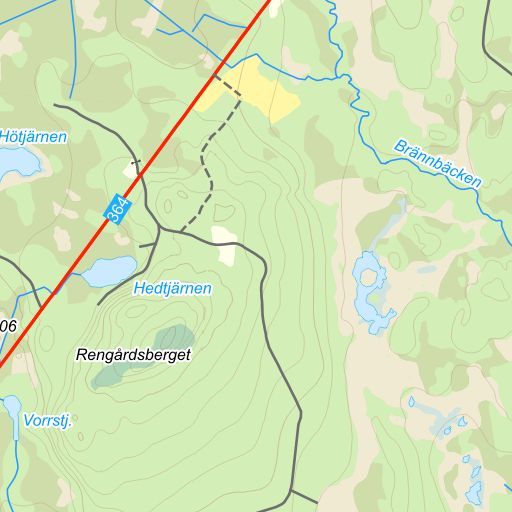 Hötjärnen
Brännbäcken
364
Hedtjärnen
06
Rengårdsberget
Vorrstj.